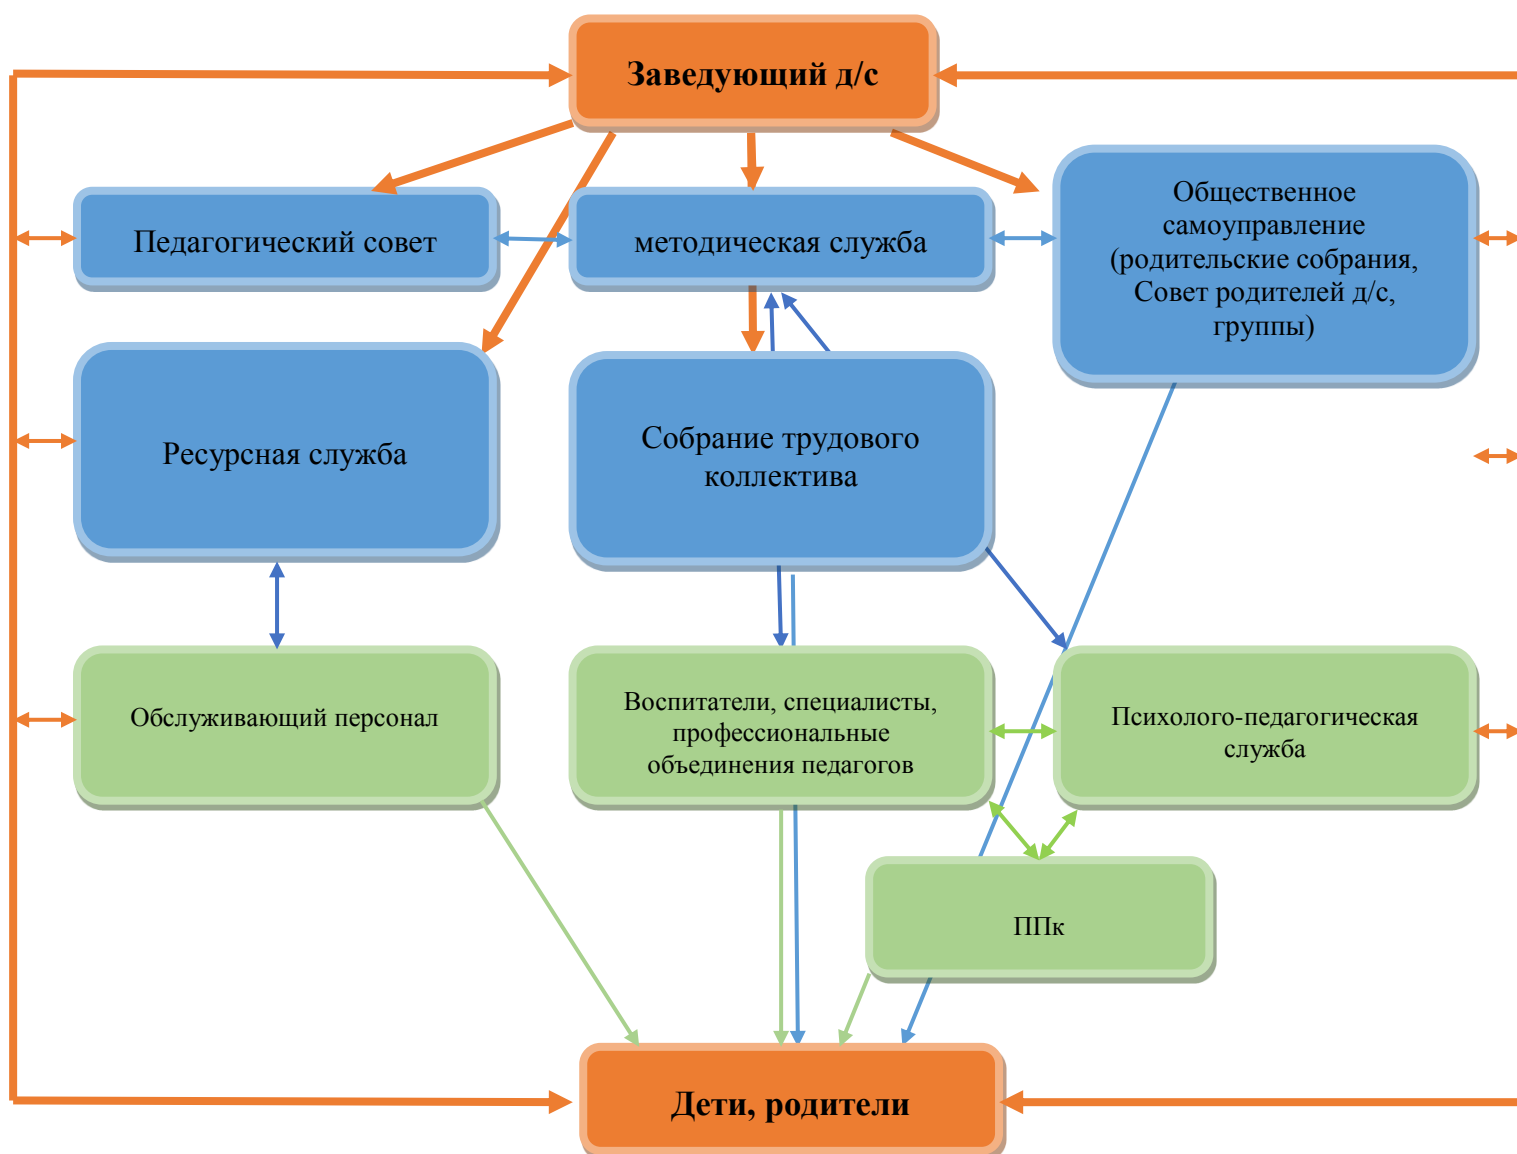 Заведующий д/с
Педагогический совет
методическая служба
Общественное
самоуправление
(родительские собрания,
Совет родителей д/с,
группы)
Ресурсная служба
Собрание трудового
коллектива
Обслуживающий персонал
Воспитатели, специалисты,
профессиональные
объединения педагогов
Психолого-педагогическая
служба
ППк
Дети, родители